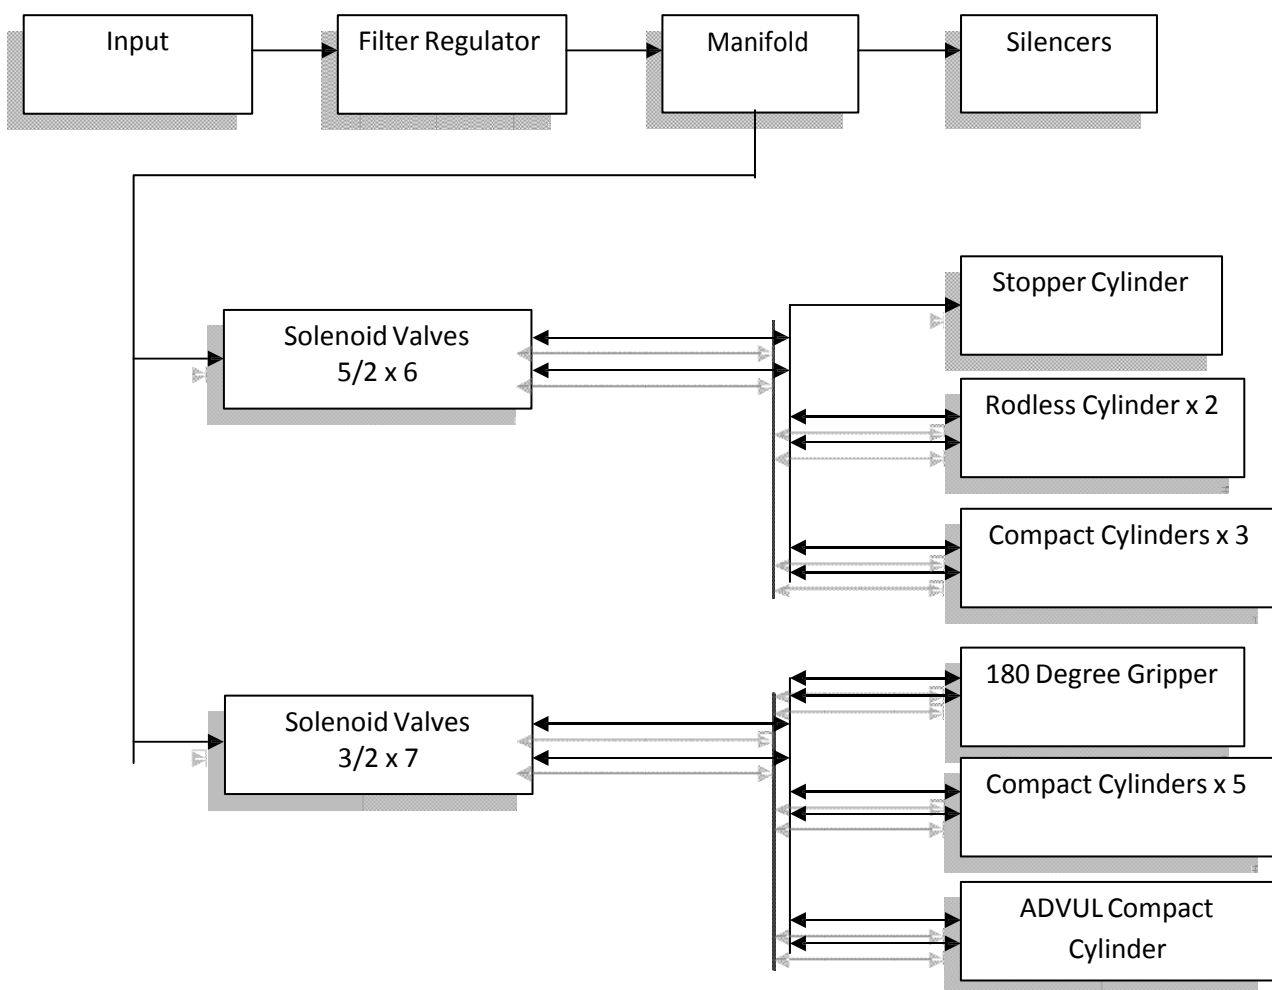 Input
Filter Regulator
Manifold
Silencers
Stopper Cylinder
Solenoid Valves
5/2 x 6
Rodless Cylinder x 2
Compact Cylinders x 3
180 Degree Gripper
Solenoid Valves
3/2 x 7
Compact Cylinders x 5
ADVUL Compact
Cylinder